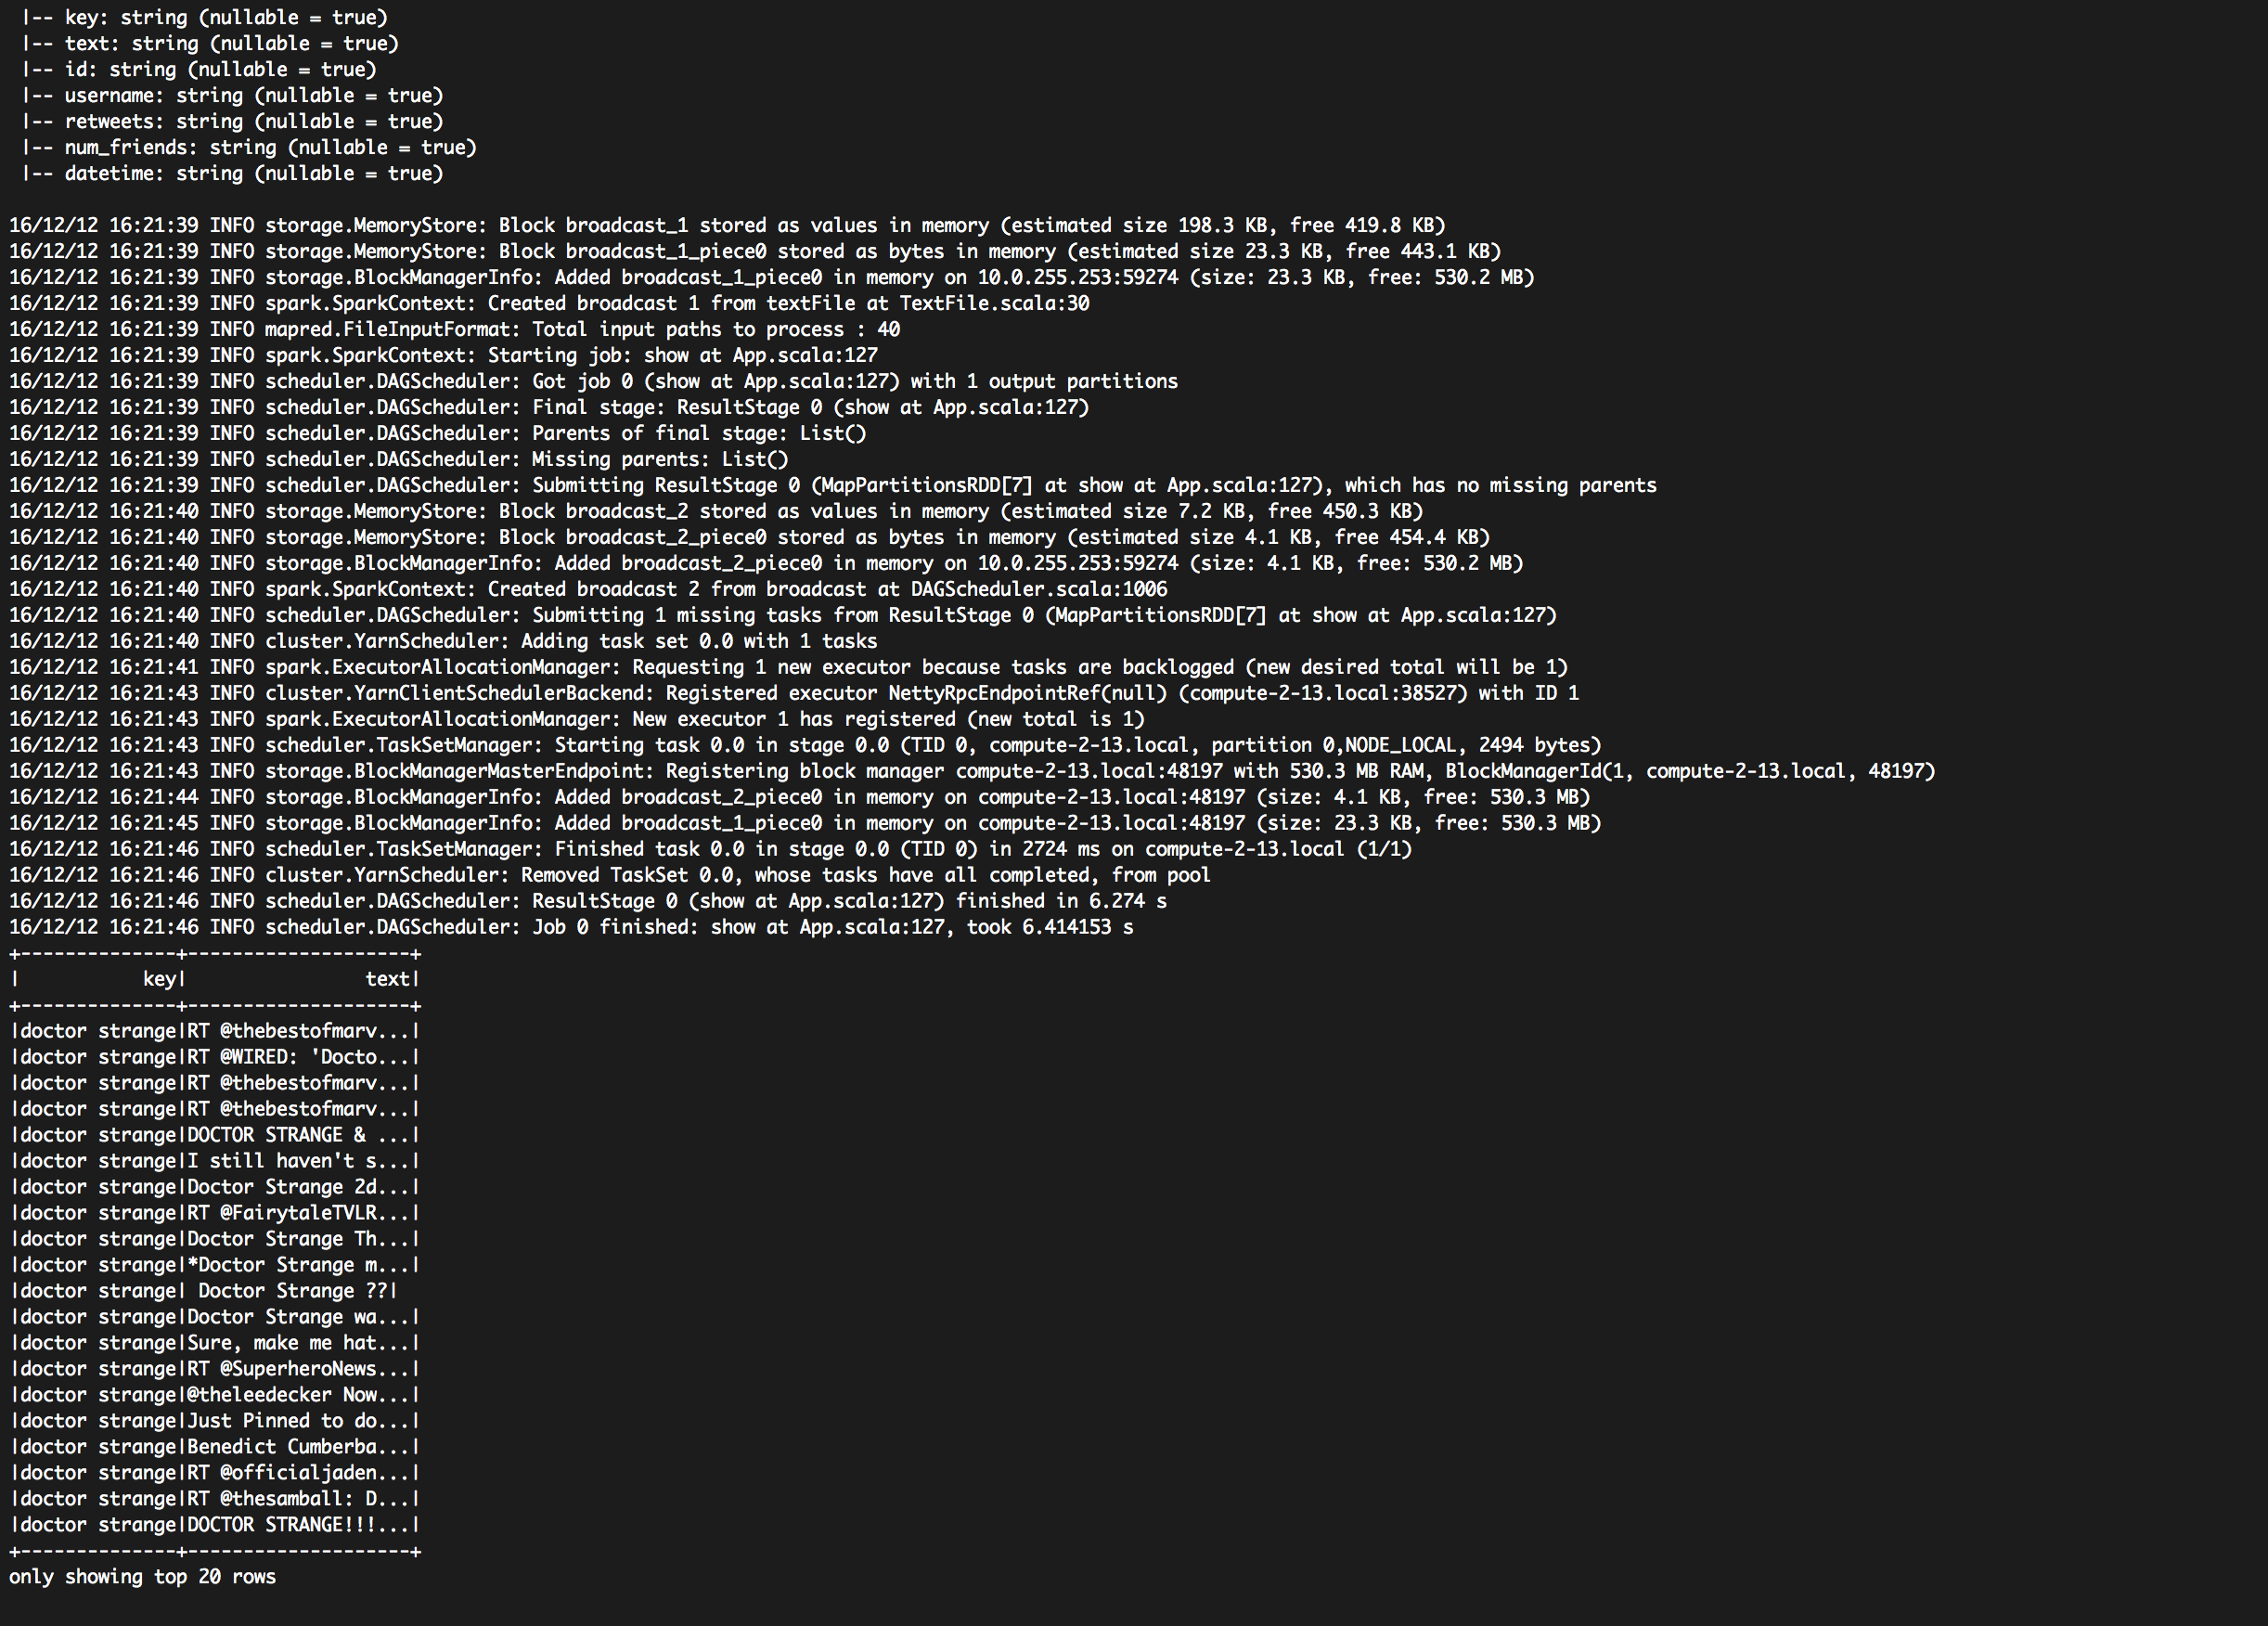 |-- key: string (nullable = true)
|-- text: string (nullable = true)
|-- id: string (nullable = true)
|-- username: string (nullable = true)
|-- retweets: string (nullable = true)
|-- num_friends: string (nullable = true)
|-- datetime: string (nullable = true)
16/12/12 16:21:39 INFO storage.MemoryStore: Block broadcast_1 stored as values in memory (estimated size 198.3 KB, free 419.8 KB)
16/12/12 16:21:39 INFO storage.MemoryStore: Block broadcast_1_piece0 stored as bytes in memory (estimated size 23.3 KB, free 443.1 KB)
16/12/12 16:21:39 INFO storage.BlockManagerInfo: Added broadcast_1_piece0 in memory on 10.0.255.253:59274 (size: 23.3 KB, free: 530.2 MB)
16/12/12 16:21:39 INFO spark.SparkContext: Created broadcast 1 from textFile at TextFile.scala:30
16/12/12 16:21:39 INFO mapred.FileInputFormat: Total input paths to process : 40
16/12/12 16:21:39 INFO spark.SparkContext: Starting job: show at App.scala:127
16/12/12 16:21:39 INFO scheduler.DAGScheduler: Got job 0 (show at App.scala:127) with 1 output partitions
16/12/12 16:21:39 INFO scheduler.DAGScheduler: Final stage: ResultStage 0 (show at App.scala:127)
16/12/12 16:21:39 INFO scheduler.DAGScheduler: Parents of final stage: List()
16/12/12 16:21:39 INFO scheduler.DAGScheduler: Missing parents: List()
16/12/12 16:21:39 INFO scheduler.DAGScheduler: Submitting ResultStage 0 (MapPartitionsRDD[7] at show at App.scala:127), which has no missing parents
16/12/12 16:21:40 INFO storage.MemoryStore: Block broadcast_2 stored as values in memory (estimated size 7.2 KB, free 450.3 KB)
16/12/12 16:21:40 INFO storage.MemoryStore: Block broadcast_2_piece0 stored as bytes in memory (estimated size 4.1 KB, free 454.4 KB)
16/12/12 16:21:40 INFO storage.BlockManagerInfo: Added broadcast_2_piece0 in memory on 10.0.255.253:59274 (size: 4.1 KB, free: 530.2 MB)
16/12/12 16:21:40 INFO spark.SparkContext: Created broadcast 2 from broadcast at DAGScheduler.scala:1006
16/12/12 16:21:40 INFO scheduler.DAGScheduler: Submitting 1 missing tasks from ResultStage 0 (MapPartitionsRDD[7] at show at App.scala:127)
16/12/12 16:21:40 INFO cluster.YarnScheduler: Adding task set 0.0 with 1 tasks
16/12/12 16:21:41 INFO spark.ExecutorAllocationManager: Requesting 1 new executor because tasks are backlogged (new desired total will be 1)
16/12/12 16:21:43 INFO cluster.YarnClientSchedulerBackend: Registered executor NettyRpcEndpointRef(null) (compute-2-13.local:38527) with ID 1
16/12/12 16:21:43 INFO spark.ExecutorAllocationManager: New executor 1 has registered (new total is 1)
16/12/12 16:21:43 INFO scheduler.TaskSetManager: Starting task 0.0 in stage 0.0 (TID 0, compute-2-13.local, partition 0,NODE_LOCAL, 2494 bytes)
16/12/12 16:21:43 INFO storage.BlockManagerMasterEndpoint: Registering block manager compute-2-13.local:48197 with 530.3 MB RAM, BlockManagerId(1, compute-2-13.local, 48197)
16/12/12 16:21:44 INFO storage.BlockManagerInfo: Added broadcast_2_piece0 in memory on compute-2-13.local:48197 (size: 4.1 KB, free: 530.3 MB)
16/12/12 16:21:45 INFO storage.BlockManagerInfo: Added broadcast_1_piece0 in memory on compute-2-13.local:48197 (size: 23.3 KB, free: 530.3 MB)
16/12/12 16:21:46 INFO scheduler.TaskSetManager: Finished task 0.0 in stage 0.0 (TID 0) in 2724 ms on compute-2-13.local (1/1)
16/12/12 16:21:46 INFO cluster.YarnScheduler: Removed TaskSet 0.0, whose tasks have all completed, from pool
16/12/12 16:21:46 INFO scheduler.DAGScheduler: ResultStage 0 (show at App.scala:127) finished in 6.274 s
16/12/12 16:21:46 INFO scheduler.DAGScheduler: Job 0 finished: show at App.scala:127, took 6.414153 s
+--------------+--------------------+
|           key|                text|
+--------------+--------------------+
|doctor strange|RT @thebestofmarv...|
|doctor strange|RT @WIRED: 'Docto...|
|doctor strange|RT @thebestofmarv...|
|doctor strange|RT @thebestofmarv...|
|doctor strange|DOCTOR STRANGE & ...|
|doctor strange|I still haven't s...|
|doctor strange|Doctor Strange 2d...|
|doctor strange|RT @FairytaleTVLR...|
|doctor strange|Doctor Strange Th...|
|doctor strange|*Doctor Strange m...|
|doctor strange| Doctor Strange ??|
|doctor strange|Doctor Strange wa...|
|doctor strange|Sure, make me hat...|
|doctor strange|RT @SuperheroNews...|
|doctor strange|@theleedecker Now...|
|doctor strange|Just Pinned to do...|
|doctor strange|Benedict Cumberba...|
|doctor strange|RT @officialjaden...|
|doctor strange|RT @thesamball: D...|
|doctor strange|DOCTOR STRANGE!!!...|
+--------------+--------------------+
only showing top 20 rows